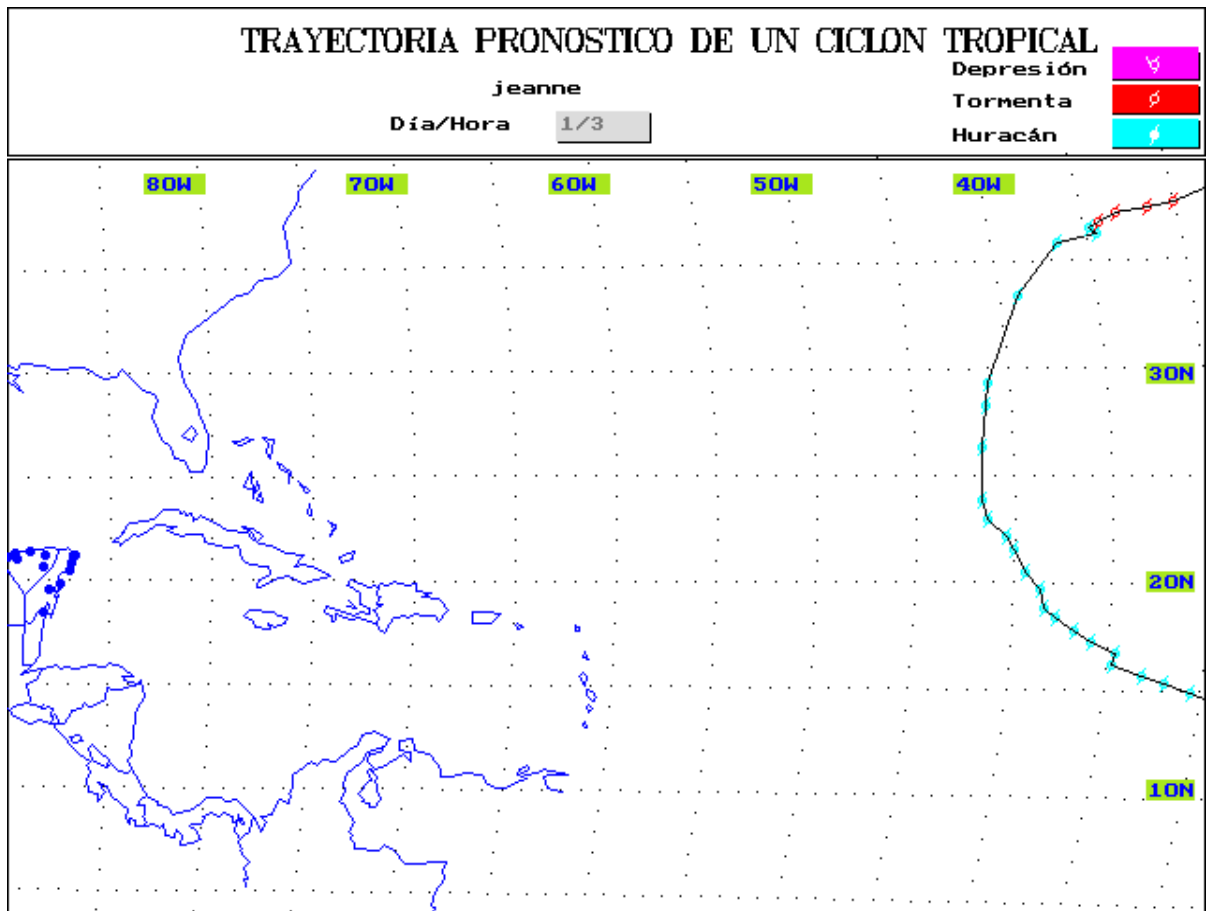 TRAYECTORIA PRONOSTICO DE UN CICLON TROPICAL
jeanne
Día/Hora 1/3
Depresión
Tormenta
Huracán
80W 70W 60W 50W 40W
30N
20N
10N